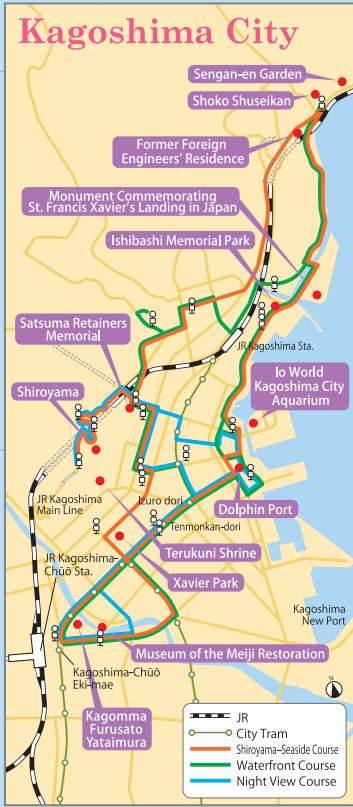 Kagoshima City
Sengan-en Garden
Shoko Shuseikan
Former Foreign
Engineers' Residence
Monument Commemorating
St. Francis Xavier's Landing in Japan
Ishibashi Memorial Park
Satsuma Retainers
Memorial
JR Kagoshima Sta.
Io World
Kagoshima City
Aquarium
Shiroyama
JR Kagoshima
Main Line
Izuro dori
Dolphin Port
Tenmonkan-dori
Terukuni Shrine
JR Kagoshima-
Chūō Sta.
Xavier Park
Kagoshima
New Port
Museum of the Meiji Restoration
Kagoshima-Chūō
Eki-mae
Kagomma
Furusato
Yataimura
N
JR
City Tram
Shiroyama–Seaside Course
Waterfront Course
Night View Course